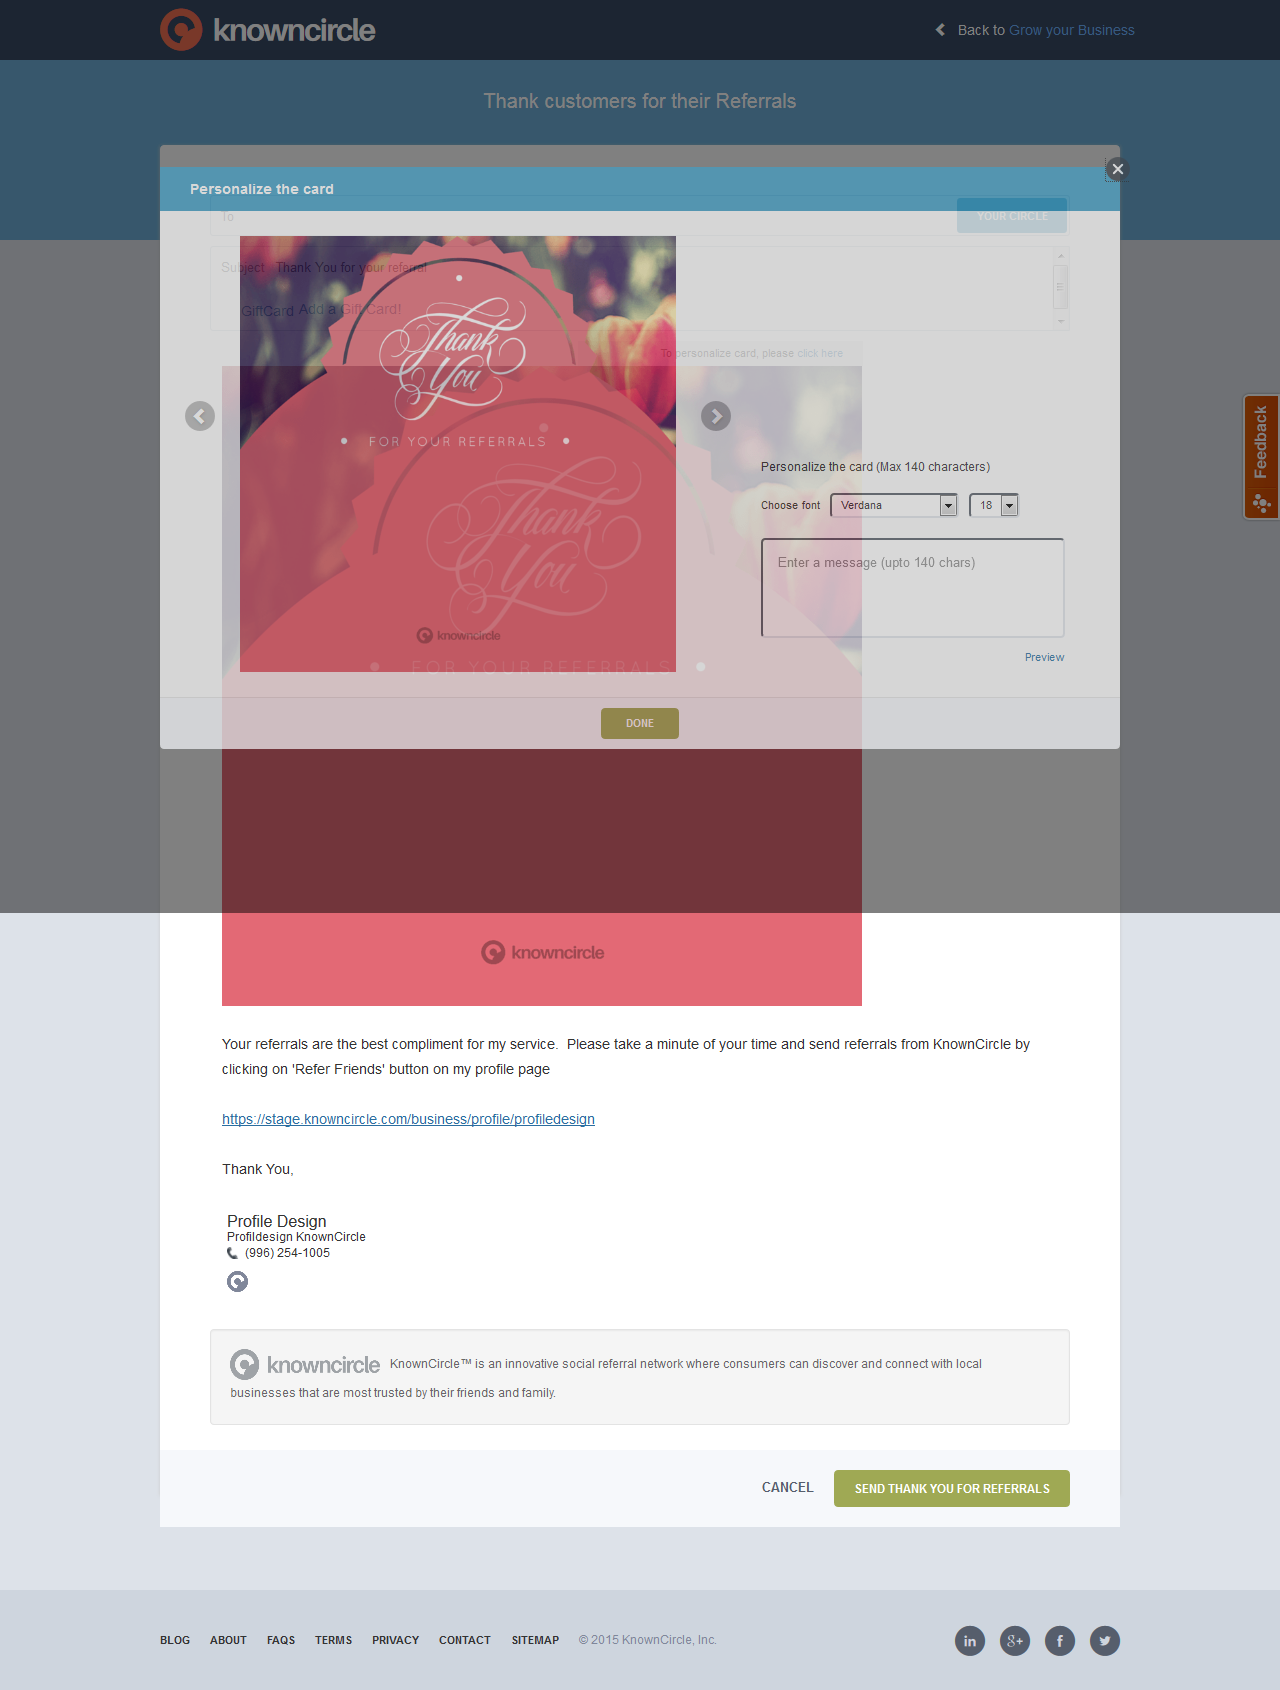 knowncircle
Back to Grow your Business
Thank customers for their Referrals
Personalize the card
To
YOUR CIRCLE
Subject Thank You for your referral
GiftCard Add a Gift Card!
To personalize card, please click here
Thank
You
FOR YOUR REFERRALS
Feedback
Personalize the card (Max 140 characters)
Choose font Verdana 18
Enter a message (upto 140 chars)
Thank
You
knowncircle
Preview
FOR YOUR REFERRALS
DONE
knowncircle
Your referrals are the best compliment for my service. Please take a minute of your time and send referrals from KnownCircle by
clicking on 'Refer Friends' button on my profile page
https://stage.knowncircle.com/business/profile/profiledesign
Thank You,
Profile Design
Profildesign KnownCircle
(996) 254-1005
knowncircle KnownCircle™ is an innovative social referral network where consumers can discover and connect with local
businesses that are most trusted by their friends and family.
CANCEL SEND THANK YOU FOR REFERRALS
BLOG ABOUT FAQS TERMS PRIVACY CONTACT SITEMAP © 2015 KnownCircle, Inc.
in g+ f